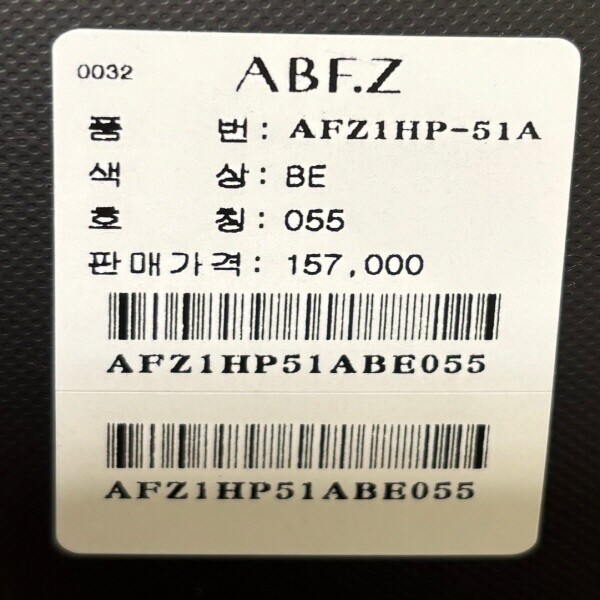 0032 ABF.Z
품 번 : AFZ1HP-51A
색 상 : BE
호 칭 : 055
판매가격 : 157,000
AFZ1HP51ABE055
AFZ1HP51ABE055